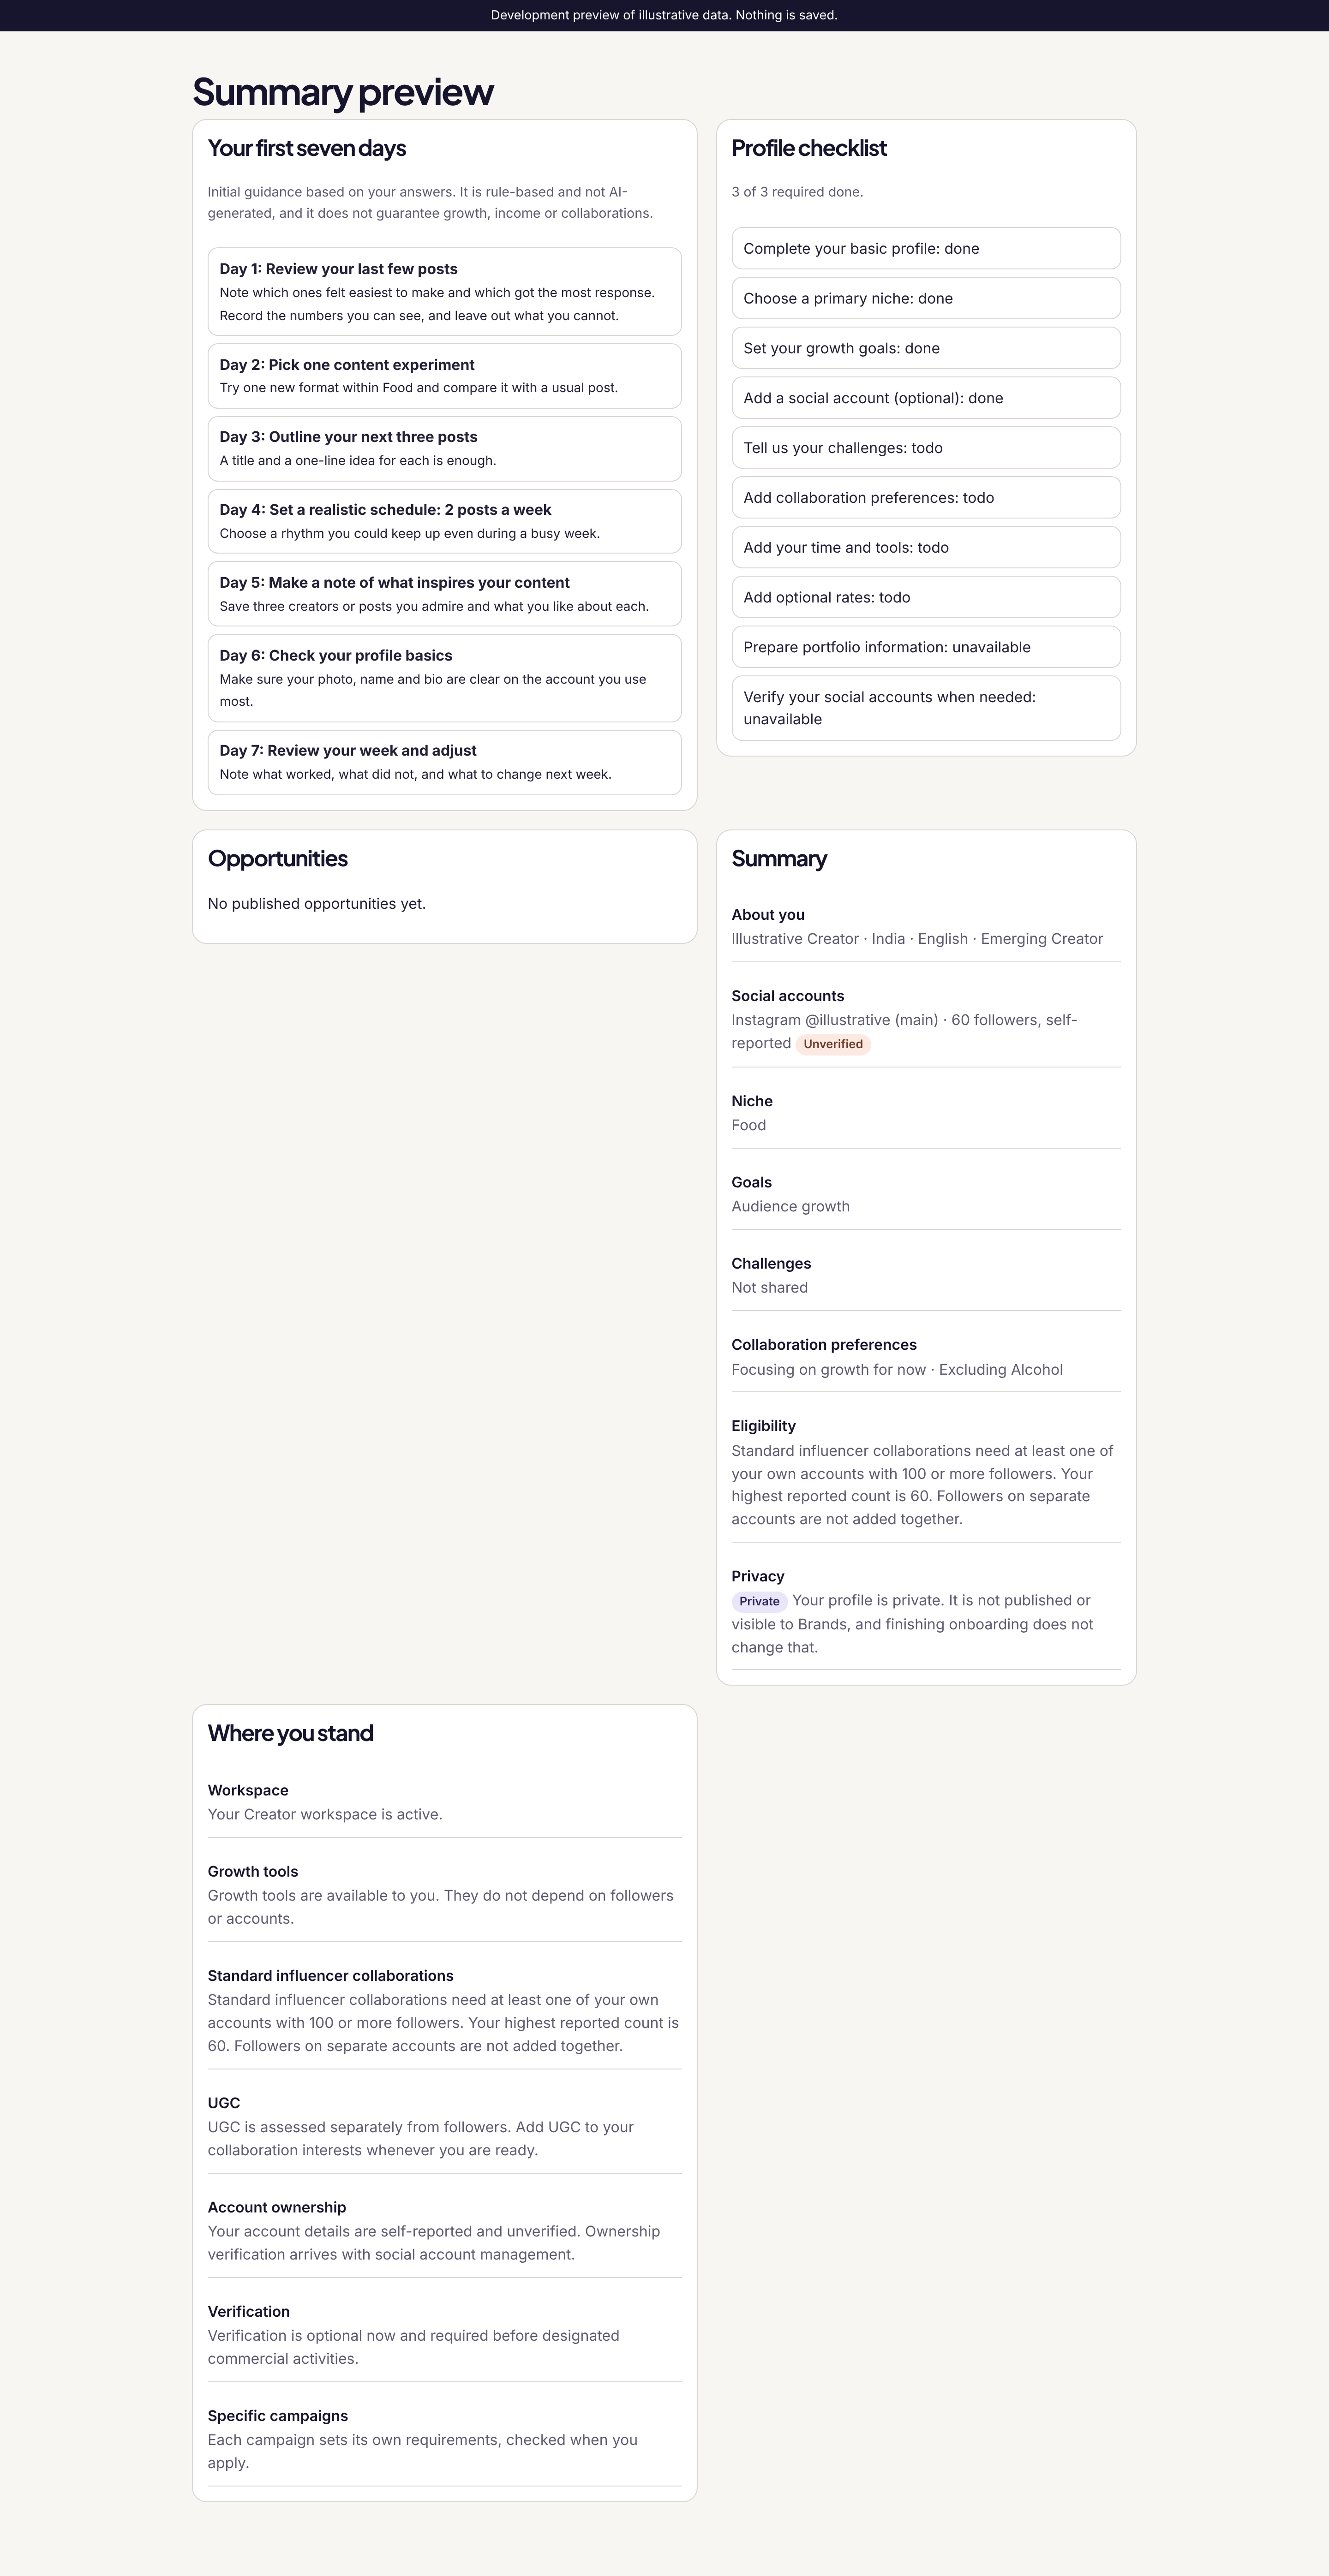 Development preview of illustrative data. Nothing is saved.
Summary preview
Your first seven days
Initial guidance based on your answers. It is rule-based and not AI-
generated, and it does not guarantee growth, income or collaborations.
Day 1: Review your last few posts
Note which ones felt easiest to make and which got the most response.
Record the numbers you can see, and leave out what you cannot.
Day 2: Pick one content experiment
Try one new format within Food and compare it with a usual post.
Day 3: Outline your next three posts
A title and a one-line idea for each is enough.
Day 4: Set a realistic schedule: 2 posts a week
Choose a rhythm you could keep up even during a busy week.
Day 5: Make a note of what inspires your content
Save three creators or posts you admire and what you like about each.
Day 6: Check your profile basics
Make sure your photo, name and bio are clear on the account you use
most.
Day 7: Review your week and adjust
Note what worked, what did not, and what to change next week.
Profile checklist
3 of 3 required done.
Complete your basic profile: done
Choose a primary niche: done
Set your growth goals: done
Add a social account (optional): done
Tell us your challenges: todo
Add collaboration preferences: todo
Add your time and tools: todo
Add optional rates: todo
Prepare portfolio information: unavailable
Verify your social accounts when needed:
unavailable
Opportunities
No published opportunities yet.
Summary
About you
Illustrative Creator · India · English · Emerging Creator
Social accounts
Instagram @illustrative (main) · 60 followers, self-
reported Unverified
Niche
Food
Goals
Audience growth
Challenges
Not shared
Collaboration preferences
Focusing on growth for now · Excluding Alcohol
Eligibility
Standard influencer collaborations need at least one of
your own accounts with 100 or more followers. Your
highest reported count is 60. Followers on separate
accounts are not added together.
Privacy
Private Your profile is private. It is not published or
visible to Brands, and finishing onboarding does not
change that.
Where you stand
Workspace
Your Creator workspace is active.
Growth tools
Growth tools are available to you. They do not depend on followers
or accounts.
Standard influencer collaborations
Standard influencer collaborations need at least one of your own
accounts with 100 or more followers. Your highest reported count is
60. Followers on separate accounts are not added together.
UGC
UGC is assessed separately from followers. Add UGC to your
collaboration interests whenever you are ready.
Account ownership
Your account details are self-reported and unverified. Ownership
verification arrives with social account management.
Verification
Verification is optional now and required before designated
commercial activities.
Specific campaigns
Each campaign sets its own requirements, checked when you
apply.